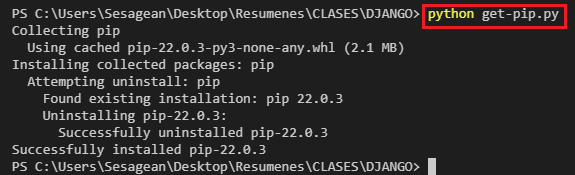 PS C:\Users\Sesagean\Desktop\Resumenes\CLASES\DJANGO> python get-pip.py
Collecting pip
  Using cached pip-22.0.3-py3-none-any.whl (2.1 MB)
Installing collected packages: pip
  Attempting uninstall: pip
    Found existing installation: pip 22.0.3
    Uninstalling pip-22.0.3:
      Successfully uninstalled pip-22.0.3
Successfully installed pip-22.0.3
PS C:\Users\Sesagean\Desktop\Resumenes\CLASES\DJANGO>